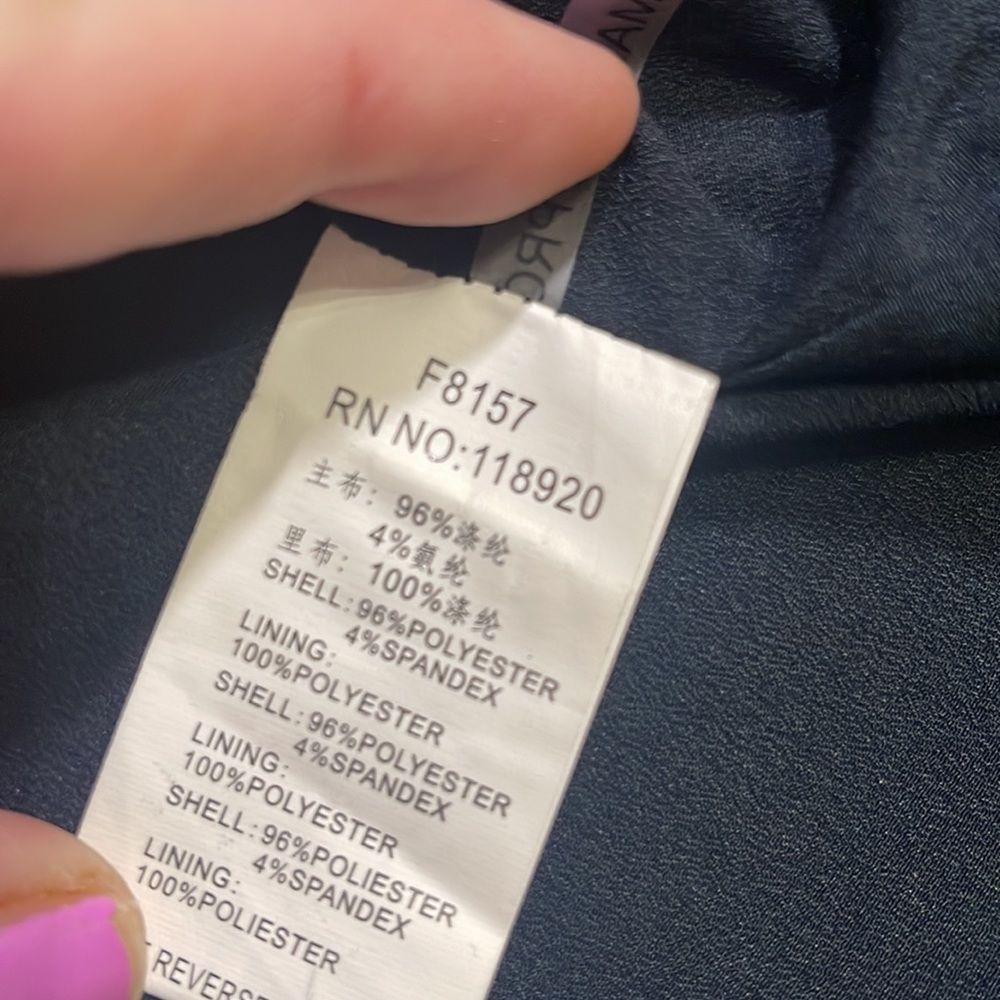 F8157
RN NO:118920
主布: 96%涤纶
4%氨纶
里布: 100%涤纶
SHELL:96%POLYESTER
4%SPANDEX
LINING:
100%POLYESTER
SHELL:96%POLYESTER
4%SPANDEX
LINING:
100%POLYESTER
SHELL:96%POLIESTER
4%SPANDEX
LINING:
100%POLIESTER
REVERSE